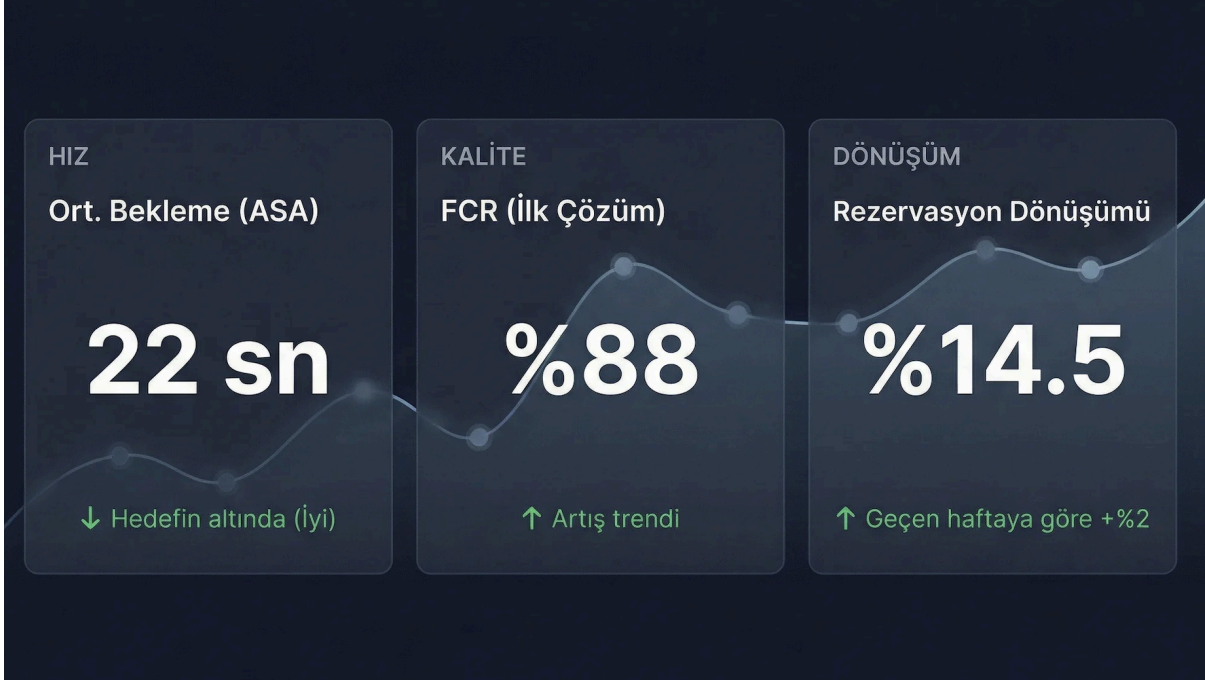 HIZ
Ort. Bekleme (ASA)
22 sn
↓ Hedefin altında (İyi)
KALİTE
FCR (İlk Çözüm)
%88
↑ Artış trendi
DÖNÜŞÜM
Rezervasyon Dönüşümü
%14.5
↑ Geçen haftaya göre +%2